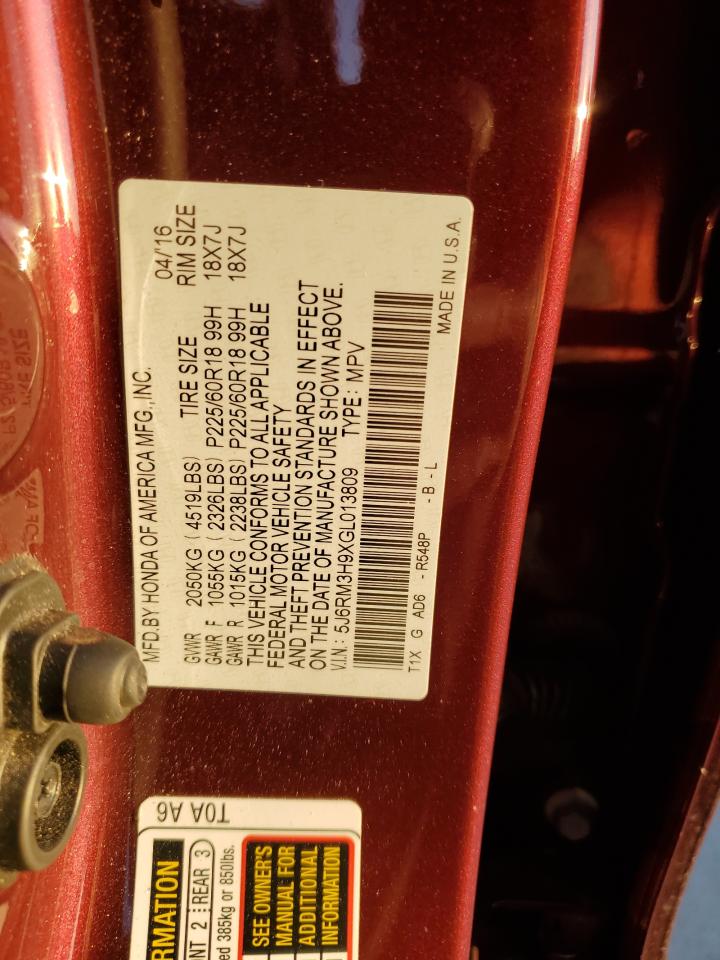 MFD.BY HONDA OF AMERICA MFG.,INC. 04/'16
TIRE SIZE RIM SIZE
GVWR 2050KG (4519LBS)
GAWR F 1055KG (2326LBS) P225/60R18 99H 18X7J
GAWR R 1015KG (2238LBS) P225/60R18 99H 18X7J
THIS VEHICLE CONFORMS TO ALL APPLICABLE
FEDERAL MOTOR VEHICLE SAFETY
AND THEFT PREVENTION STANDARDS IN EFFECT
ON THE DATE OF MANUFACTURE SHOWN ABOVE.
V.I.N.: 5J6RM3H9XGL013809 TYPE: MPV
T1X G AD6 -R548P -B-L
MADE IN U.S.A.
T0A A6
RMATION
NT 2 REAR 3
ed 385kg or 850lbs.
SEE OWNER'S
MANUAL FOR
ADDITIONAL
INFORMATION